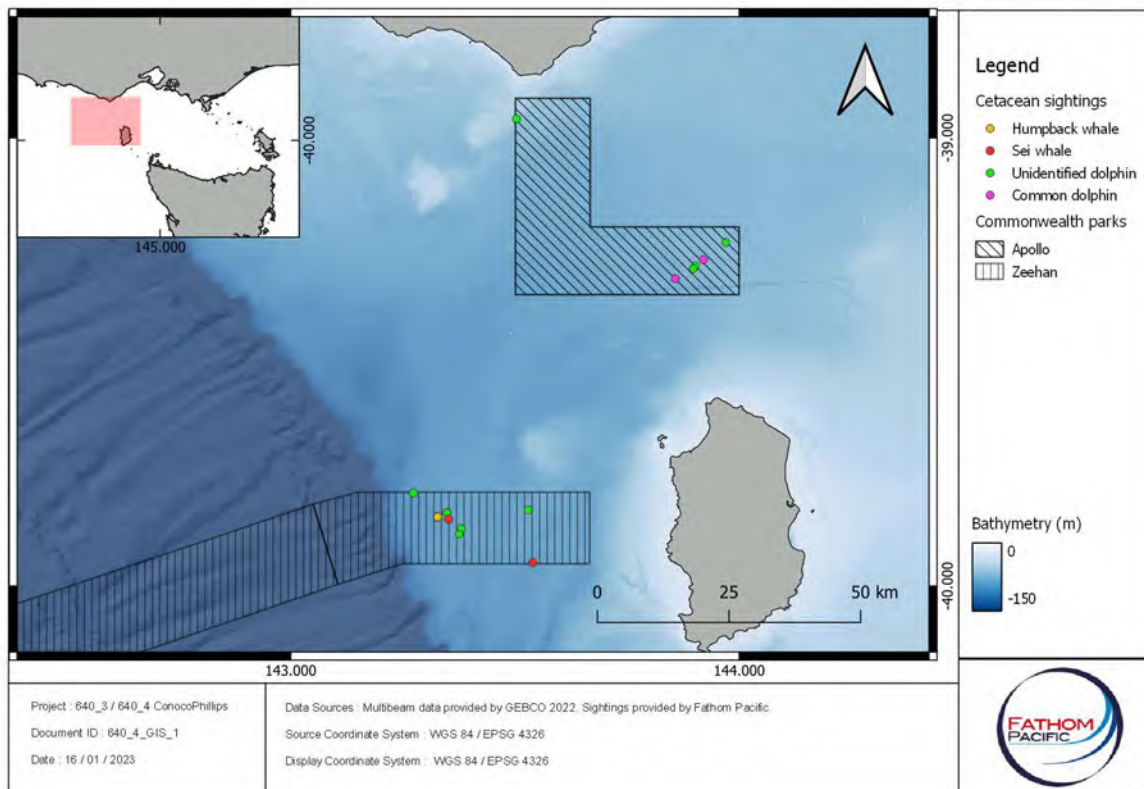 -40.000
145.000
-39.000
-40.000
0
25
50 km
143.000
144.000
Legend
Cetacean sightings
Humpback whale
Sei whale
Unidentified dolphin
Common dolphin
Commonwealth parks
Apollo
Zeehan
Bathymetry (m)
0
-150
Project : 640_3 / 640_4 ConocoPhillips
Document ID : 640_4_GIS_1
Date : 16 / 01 / 2023
Data Sources : Multibeam data provided by GEBCO 2022. Sightings provided by Fathom Pacific.
Source Coordinate System : WGS 84 / EPSG 4326
Display Coordinate System : WGS 84 / EPSG 4326
FATHOM
PACIFIC